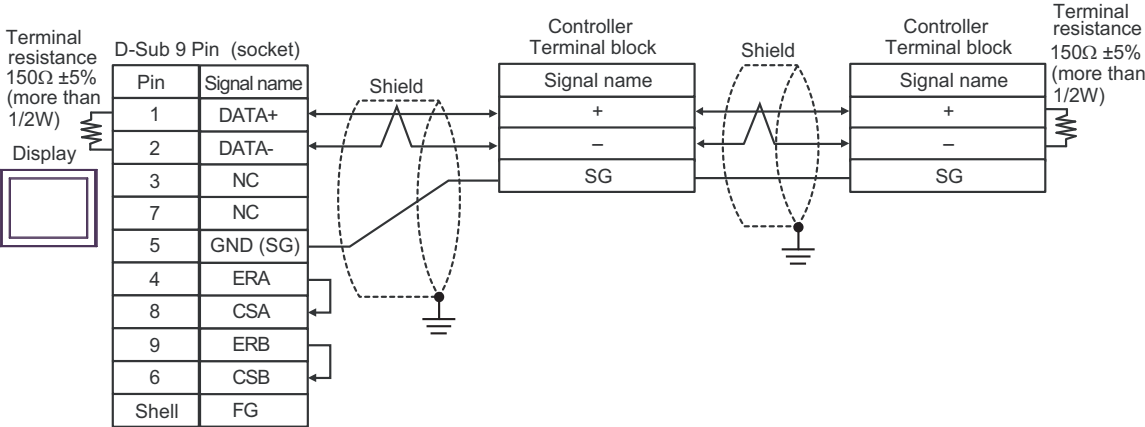 Terminal
resistance
150Ω ±5%
(more than
1/2W)
Display
D-Sub 9 Pin (socket)
Pin Signal name
1 DATA+
2 DATA-
3 NC
7 NC
5 GND (SG)
4 ERA
8 CSA
9 ERB
6 CSB
Shell FG
Shield
Controller
Terminal block
Signal name
+
–
SG
Shield
Controller
Terminal block
Signal name
+
–
SG
Terminal
resistance
150Ω ±5%
(more than
1/2W)